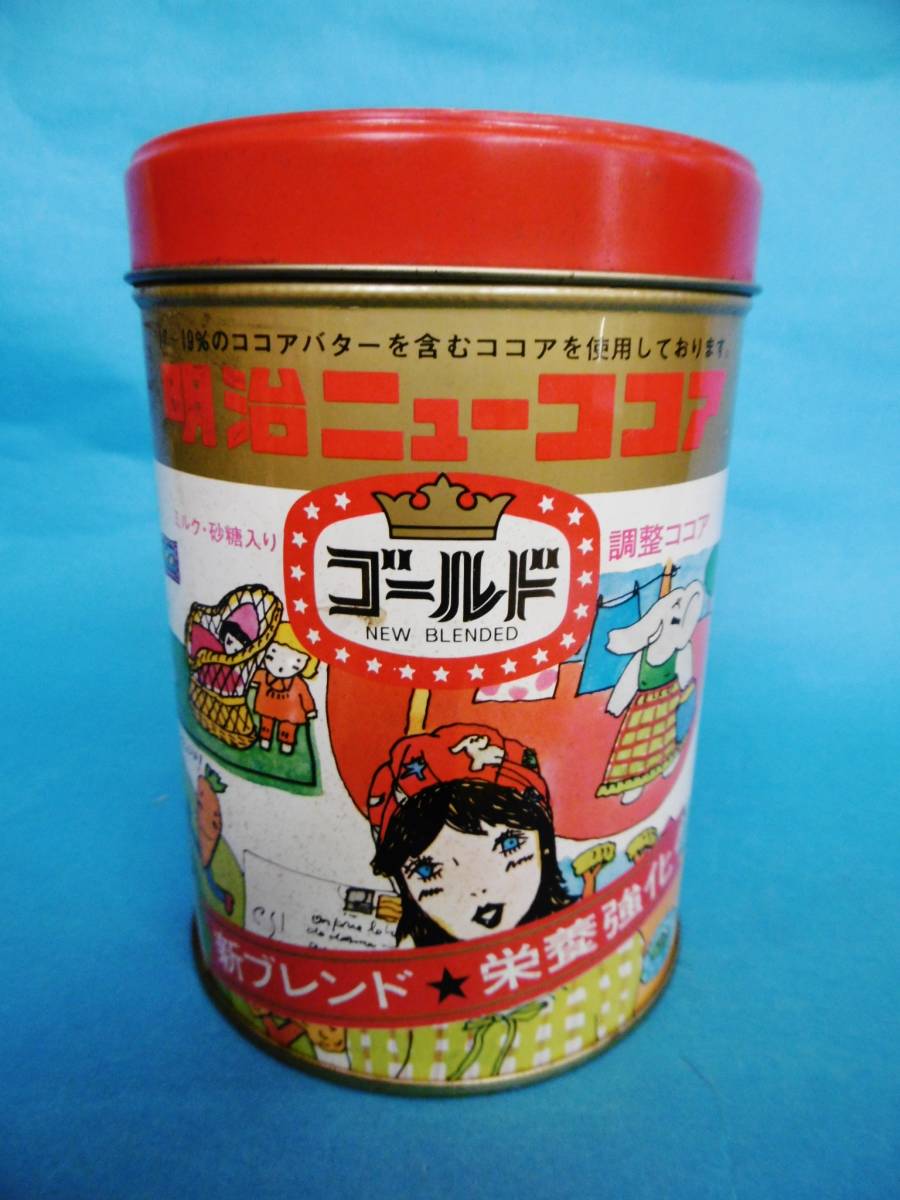 ~19%のココアバターを含むココアを使用しております。
明治ニューココア
ミルク・砂糖入り
調整ココア
ゴールド
NEW BLENDED
新ブレンド★栄養強化